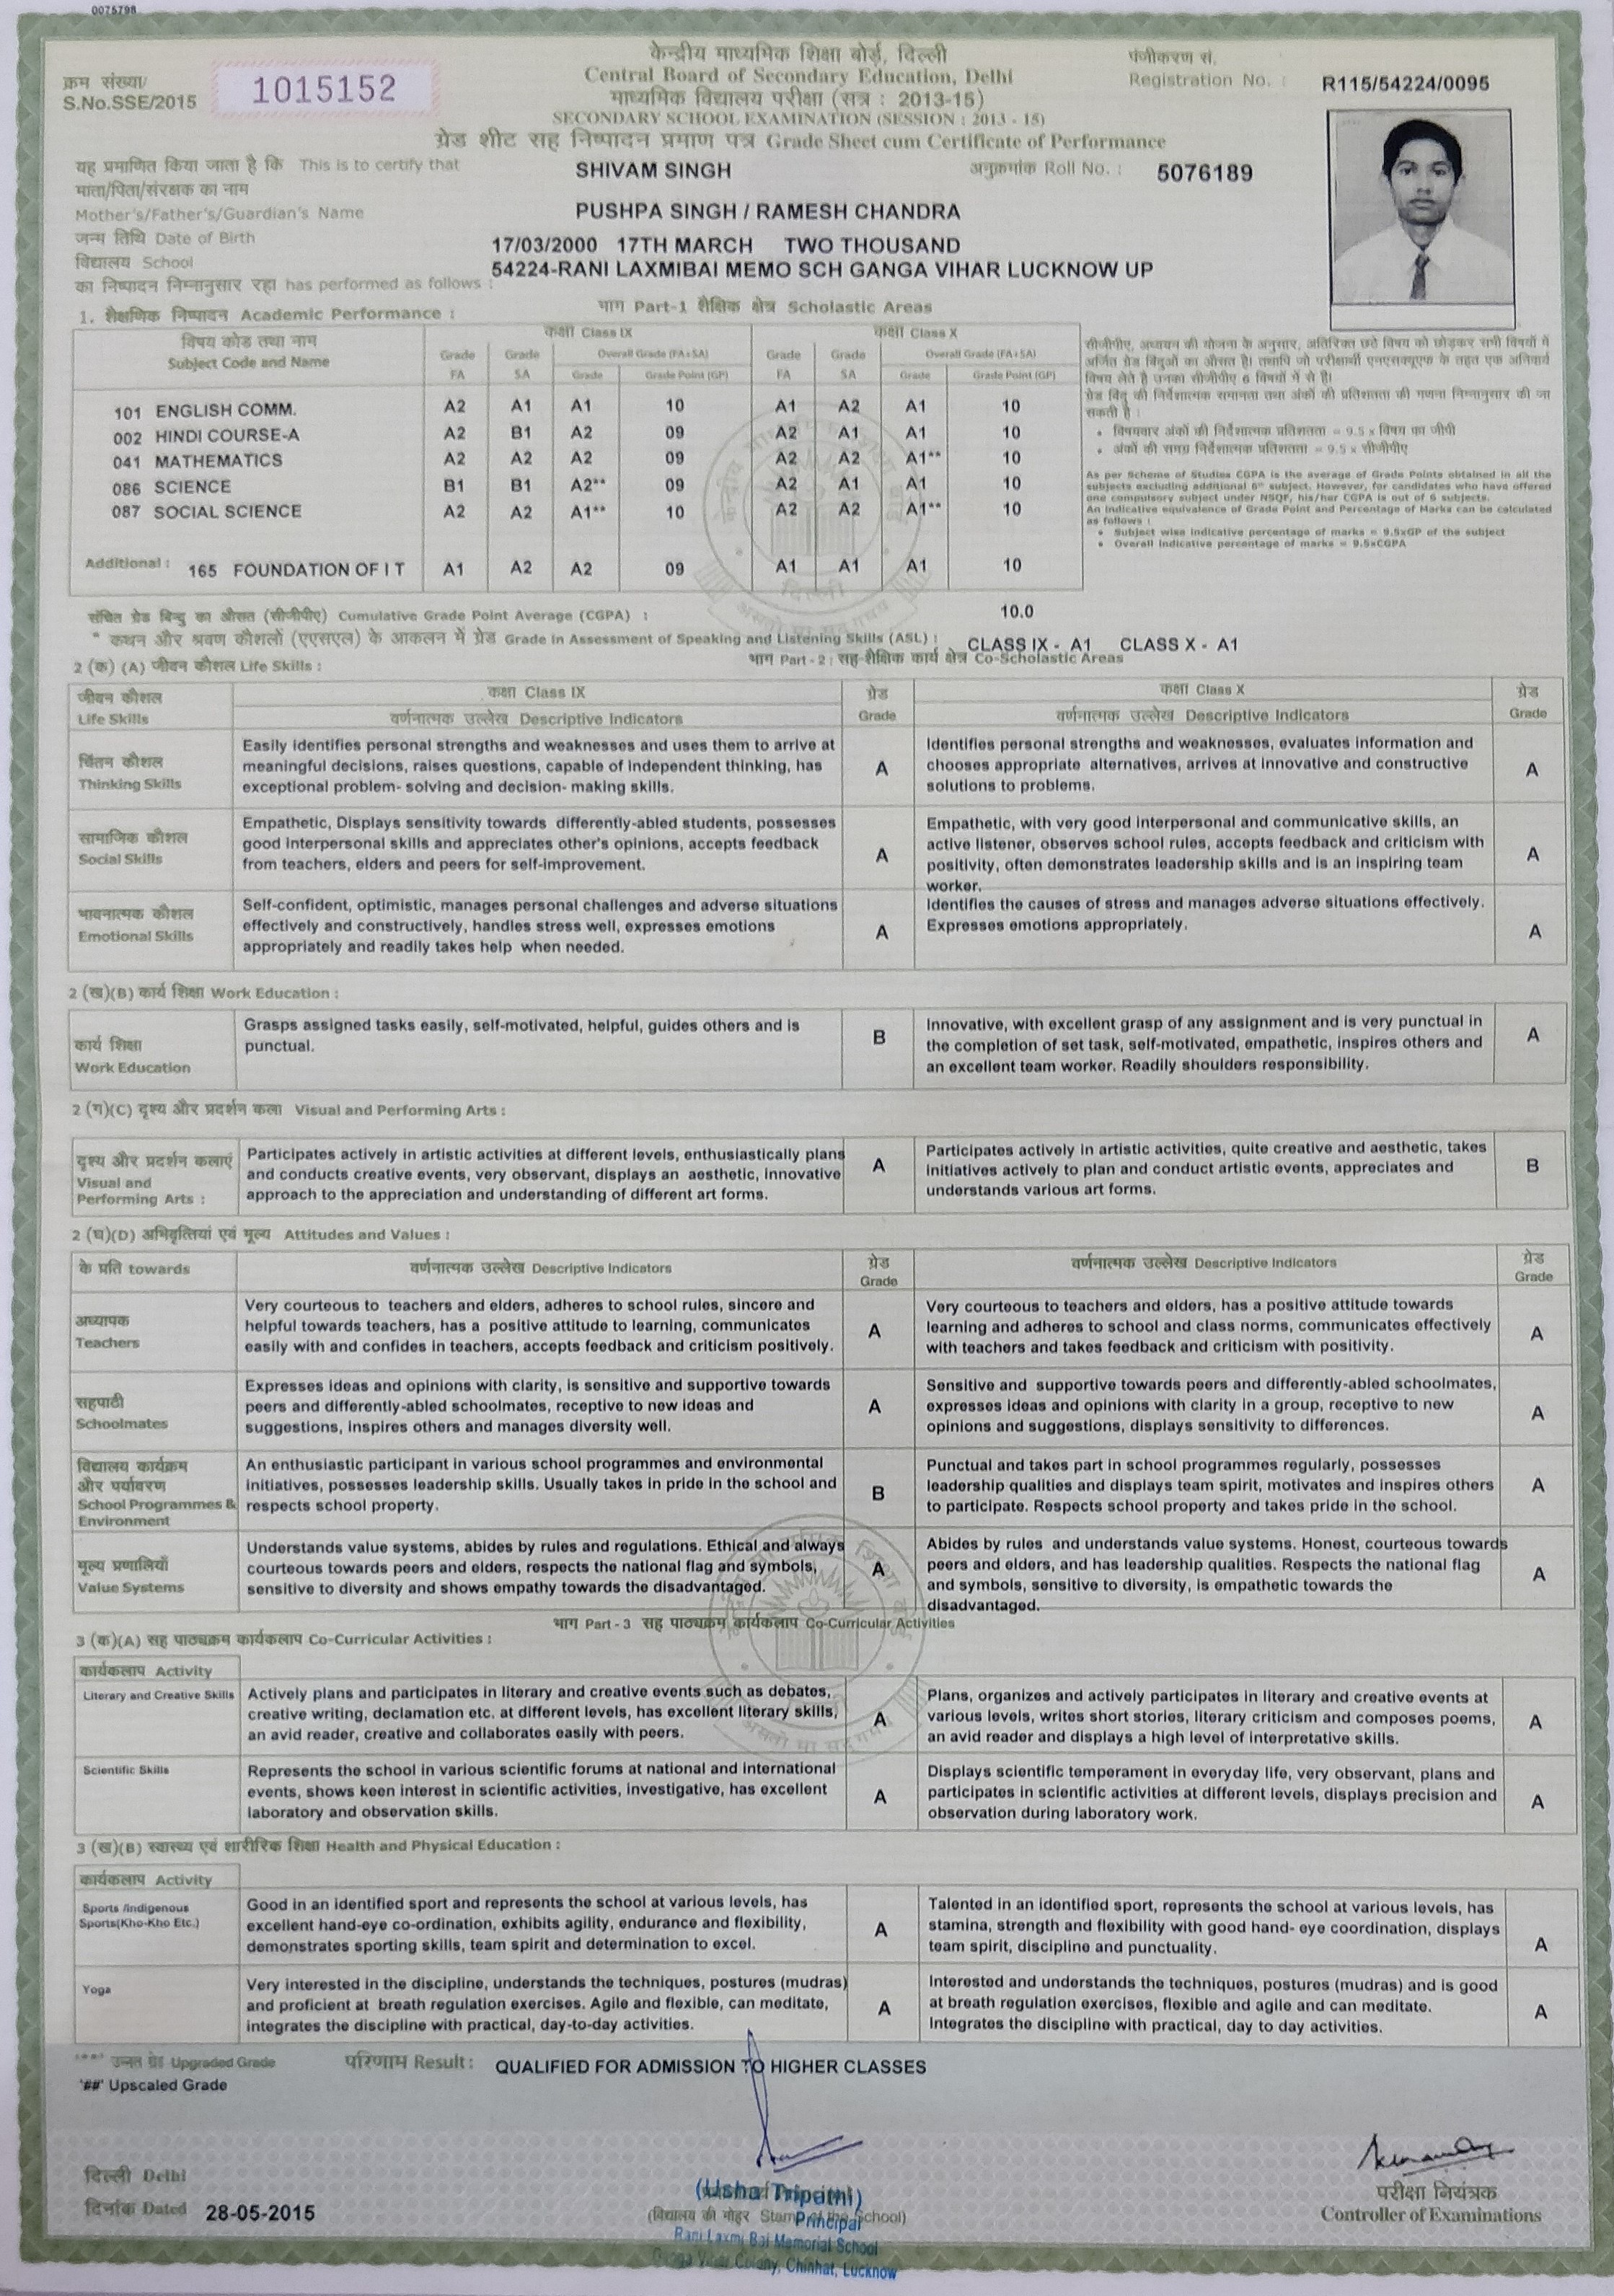 0075798
क्रम संख्या/
S.No.SSE/2015 1015152
केन्द्रीय माध्यमिक शिक्षा बोर्ड, दिल्ली
Central Board of Secondary Education, Delhi
माध्यमिक विद्यालय परीक्षा (सत्र : 2013-15)
SECONDARY SCHOOL EXAMINATION (SESSION : 2013 - 15)
ग्रेड शीट सह निष्पादन प्रमाण पत्र Grade Sheet cum Certificate of Performance
पंजीकरण सं.
Registration No. : R115/54224/0095
यह प्रमाणित किया जाता है कि This is to certify that SHIVAM SINGH अनुक्रमांक Roll No. : 5076189
माता/पिता/संरक्षक का नाम
Mother's/Father's/Guardian's Name PUSHPA SINGH / RAMESH CHANDRA
जन्म तिथि Date of Birth 17/03/2000 17TH MARCH TWO THOUSAND
विद्यालय School 54224-RANI LAXMIBAI MEMO SCH GANGA VIHAR LUCKNOW UP
का निष्पादन निम्नानुसार रहा has performed as follows :
भाग Part-1 शैक्षिक क्षेत्र Scholastic Areas
1. शैक्षणिक निष्पादन Academic Performance :
विषय कोड तथा नाम कक्षा Class IX कक्षा Class X
Subject Code and Name Grade Grade Overall Grade (FA+SA) Grade Grade Overall Grade (FA+SA)
FA SA Grade Grade Point (GP) FA SA Grade Grade Point (GP)
101 ENGLISH COMM. A2 A1 A1 10 A1 A2 A1 10
002 HINDI COURSE-A A2 B1 A2 09 A2 A1 A1 10
041 MATHEMATICS A2 A2 A2 09 A2 A2 A1** 10
086 SCIENCE B1 B1 A2** 09 A2 A1 A1 10
087 SOCIAL SCIENCE A2 A2 A1** 10 A2 A2 A1** 10
Additional : 165 FOUNDATION OF I T A1 A2 A2 09 A1 A1 A1 10
सीजीपीए, अध्ययन की योजना के अनुसार, अतिरिक्त छठे विषय को छोड़कर सभी विषयों में
अर्जित ग्रेड बिंदुओं का औसत है। तथापि जो परीक्षार्थी एनएसक्यूएफ के तहत एक अनिवार्य
विषय लेते है उनका सीजीपीए 6 विषयों में से है।
ग्रेड बिंदु की निर्देशात्मक समानता तथा अंकों की प्रतिशतता की गणना निम्नानुसार की जा
सकती है :
• विषयवार अंकों की निर्देशात्मक प्रतिशतता = 9.5 x विषय का जीपी
• अंकों की समग्र निर्देशात्मक प्रतिशतता = 9.5 x सीजीपीए
As per Scheme of Studies CGPA is the average of Grade Points obtained in all the
subjects excluding additional 6th subject. However, for candidates who have offered
one compulsory subject under NSQF, his/her CGPA is out of 6 subjects.
An indicative equivalence of Grade Point and Percentage of Marks can be calculated
as follows :
• Subject wise indicative percentage of marks = 9.5xGP of the subject
• Overall indicative percentage of marks = 9.5xCGPA
संचित ग्रेड बिन्दु का औसत (सीजीपीए) Cumulative Grade Point Average (CGPA) : 10.0
* कथन और श्रवण कौशलों (एएसएल) के आकलन में ग्रेड Grade in Assessment of Speaking and Listening Skills (ASL) : CLASS IX - A1 CLASS X - A1
भाग Part - 2 : सह-शैक्षिक कार्य क्षेत्र Co-Scholastic Areas
2 (क) (A) जीवन कौशल Life Skills :
जीवन कौशल कक्षा Class IX ग्रेड कक्षा Class X ग्रेड
Life Skills वर्णनात्मक उल्लेख Descriptive Indicators Grade वर्णनात्मक उल्लेख Descriptive Indicators Grade
चिंतन कौशल
Thinking Skills
Easily identifies personal strengths and weaknesses and uses them to arrive at
meaningful decisions, raises questions, capable of independent thinking, has
exceptional problem- solving and decision- making skills.
A
Identifies personal strengths and weaknesses, evaluates information and
chooses appropriate alternatives, arrives at innovative and constructive
solutions to problems.
A
सामाजिक कौशल
Social Skills
Empathetic, Displays sensitivity towards differently-abled students, possesses
good interpersonal skills and appreciates other's opinions, accepts feedback
from teachers, elders and peers for self-improvement.
A
Empathetic, with very good interpersonal and communicative skills, an
active listener, observes school rules, accepts feedback and criticism with
positivity, often demonstrates leadership skills and is an inspiring team
worker.
A
भावनात्मक कौशल
Emotional Skills
Self-confident, optimistic, manages personal challenges and adverse situations
effectively and constructively, handles stress well, expresses emotions
appropriately and readily takes help when needed.
A
Identifies the causes of stress and manages adverse situations effectively.
Expresses emotions appropriately.
A
2 (ख)(B) कार्य शिक्षा Work Education :
कार्य शिक्षा
Work Education
Grasps assigned tasks easily, self-motivated, helpful, guides others and is
punctual.
B
Innovative, with excellent grasp of any assignment and is very punctual in
the completion of set task, self-motivated, empathetic, inspires others and
an excellent team worker. Readily shoulders responsibility.
A
2 (ग)(C) दृश्य और प्रदर्शन कला Visual and Performing Arts :
दृश्य और प्रदर्शन कलाएं
Visual and
Performing Arts :
Participates actively in artistic activities at different levels, enthusiastically plans
and conducts creative events, very observant, displays an aesthetic, innovative
approach to the appreciation and understanding of different art forms.
A
Participates actively in artistic activities, quite creative and aesthetic, takes
initiatives actively to plan and conduct artistic events, appreciates and
understands various art forms.
B
2 (घ)(D) अभिवृत्तियां एवं मूल्य Attitudes and Values :
के प्रति towards वर्णनात्मक उल्लेख Descriptive Indicators ग्रेड Grade वर्णनात्मक उल्लेख Descriptive Indicators ग्रेड Grade
अध्यापक
Teachers
Very courteous to teachers and elders, adheres to school rules, sincere and
helpful towards teachers, has a positive attitude to learning, communicates
easily with and confides in teachers, accepts feedback and criticism positively.
A
Very courteous to teachers and elders, has a positive attitude towards
learning and adheres to school and class norms, communicates effectively
with teachers and takes feedback and criticism with positivity.
A
सहपाठी
Schoolmates
Expresses ideas and opinions with clarity, is sensitive and supportive towards
peers and differently-abled schoolmates, receptive to new ideas and
suggestions, inspires others and manages diversity well.
A
Sensitive and supportive towards peers and differently-abled schoolmates,
expresses ideas and opinions with clarity in a group, receptive to new
opinions and suggestions, displays sensitivity to differences.
A
विद्यालय कार्यक्रम
और पर्यावरण
School Programmes &
Environment
An enthusiastic participant in various school programmes and environmental
initiatives, possesses leadership skills. Usually takes in pride in the school and
respects school property.
B
Punctual and takes part in school programmes regularly, possesses
leadership qualities and displays team spirit, motivates and inspires others
to participate. Respects school property and takes pride in the school.
A
मूल्य प्रणालियाँ
Value Systems
Understands value systems, abides by rules and regulations. Ethical and always
courteous towards peers and elders, respects the national flag and symbols,
sensitive to diversity and shows empathy towards the disadvantaged.
A
Abides by rules and understands value systems. Honest, courteous towards
peers and elders, and has leadership qualities. Respects the national flag
and symbols, sensitive to diversity, is empathetic towards the
disadvantaged.
A
भाग Part - 3 सह पाठ्यक्रम कार्यकलाप Co-Curricular Activities
3 (क)(A) सह पाठ्यक्रम कार्यकलाप Co-Curricular Activities :
कार्यकलाप Activity
Literary and Creative Skills
Actively plans and participates in literary and creative events such as debates,
creative writing, declamation etc. at different levels, has excellent literary skills,
an avid reader, creative and collaborates easily with peers.
A
Plans, organizes and actively participates in literary and creative events at
various levels, writes short stories, literary criticism and composes poems,
an avid reader and displays a high level of interpretative skills.
A
Scientific Skills
Represents the school in various scientific forums at national and international
events, shows keen interest in scientific activities, investigative, has excellent
laboratory and observation skills.
A
Displays scientific temperament in everyday life, very observant, plans and
participates in scientific activities at different levels, displays precision and
observation during laboratory work.
A
3 (ख)(B) स्वास्थ्य एवं शारीरिक शिक्षा Health and Physical Education :
कार्यकलाप Activity
Sports /Indigenous
Sports(Kho-Kho Etc.)
Good in an identified sport and represents the school at various levels, has
excellent hand-eye co-ordination, exhibits agility, endurance and flexibility,
demonstrates sporting skills, team spirit and determination to excel.
A
Talented in an identified sport, represents the school at various levels, has
stamina, strength and flexibility with good hand- eye coordination, displays
team spirit, discipline and punctuality.
A
Yoga
Very interested in the discipline, understands the techniques, postures (mudras)
and proficient at breath regulation exercises. Agile and flexible, can meditate,
integrates the discipline with practical, day-to-day activities.
A
Interested and understands the techniques, postures (mudras) and is good
at breath regulation exercises, flexible and agile and can meditate.
Integrates the discipline with practical, day to day activities.
A
उन्नत ग्रेड Upgraded Grade परिणाम Result : QUALIFIED FOR ADMISSION TO HIGHER CLASSES
'##' Upscaled Grade
दिल्ली Delhi
दिनांक Dated 28-05-2015
(Usha Tripathi)
(विद्यालय की मोहर Stamp of the School)
Principal
Rani Laxmi Bai Mamorial School
Ganga Vihar Colony, Chinhat, Lucknow
परीक्षा नियंत्रक
Controller of Examinations